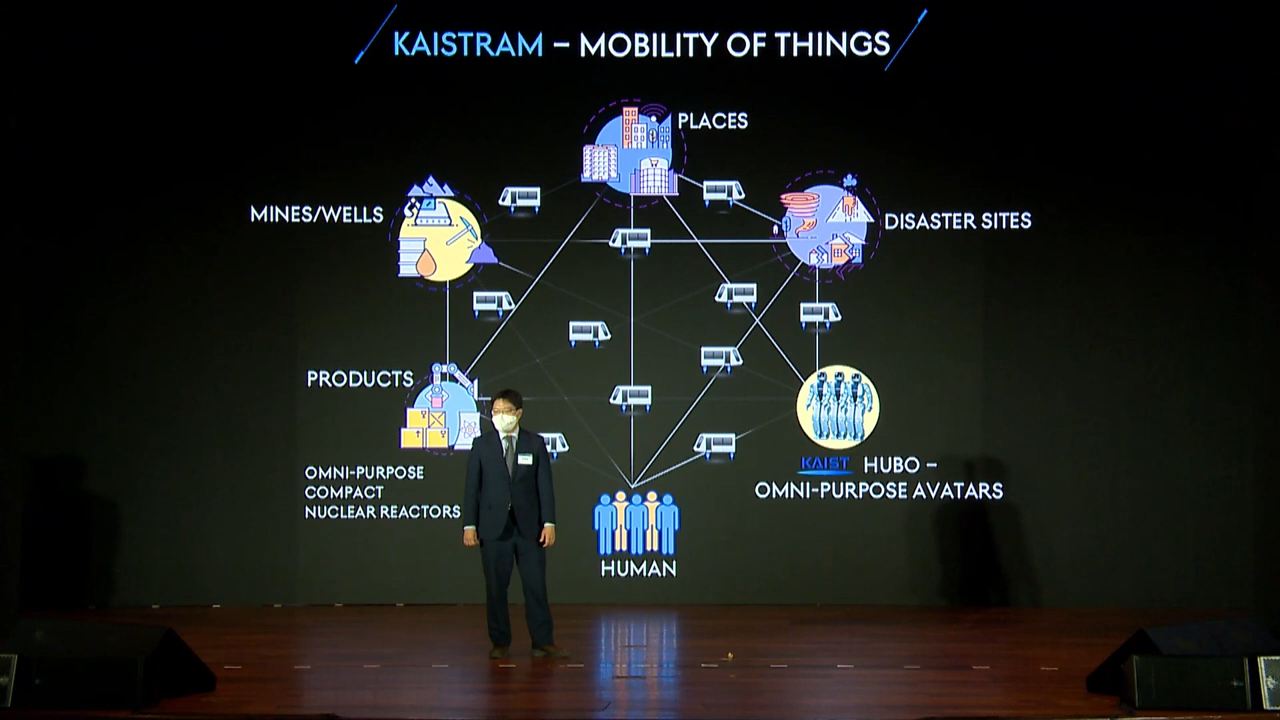 KAISTRAM – MOBILITY OF THINGS
PLACES
MINES/WELLS
DISASTER SITES
PRODUCTS
OMNI-PURPOSE
COMPACT
NUCLEAR REACTORS
KAIST HUBO –
OMNI-PURPOSE AVATARS
HUMAN